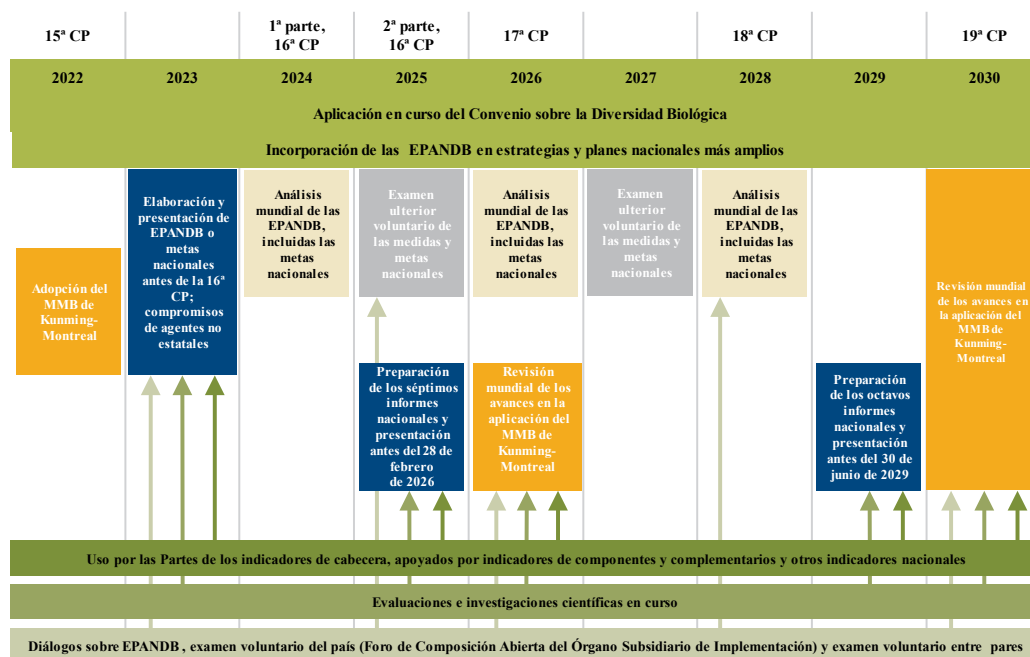 15ª CP
1ª parte,
16ª CP
2ª parte,
16ª CP
17ª CP
18ª CP
19ª CP
2022
2023
2024
2025
2026
2027
2028
2029
2030
Aplicación en curso del Convenio sobre la Diversidad Biológica
Incorporación de las EPANDB en estrategias y planes nacionales más amplios
Adopción del
MMB de
Kunming-
Montreal
Elaboración y
presentación de
EPANDB o
metas
nacionales
antes de la 16ª
CP;
compromisos
de agentes no
estatales
Análisis
mundial de las
EPANDB,
incluidas las
metas
nacionales
Examen
ulterior
voluntario de
las medidas y
metas
nacionales
Análisis
mundial de las
EPANDB,
incluidas las
metas
nacionales
Examen
ulterior
voluntario de
las medidas y
metas
nacionales
Análisis
mundial de las
EPANDB,
incluidas las
metas
nacionales
Preparación
de los séptimos
informes
nacionales y
presentación
antes del 28 de
febrero
de 2026
Revisión
mundial de los
avances en la
aplicación del
MMB de
Kunming-
Montreal
Preparación
de los octavos
informes
nacionales y
presentación
antes del 30 de
junio de 2029
Revisión mundial
de los avances en
la aplicación del
MMB de
Kunming-
Montreal
Uso por las Partes de los indicadores de cabecera, apoyados por indicadores de componentes y complementarios y otros indicadores nacionales
Evaluaciones e investigaciones científicas en curso
Diálogos sobre EPANDB, examen voluntario del país (Foro de Composición Abierta del Órgano Subsidiario de Implementación) y examen voluntario entre pares